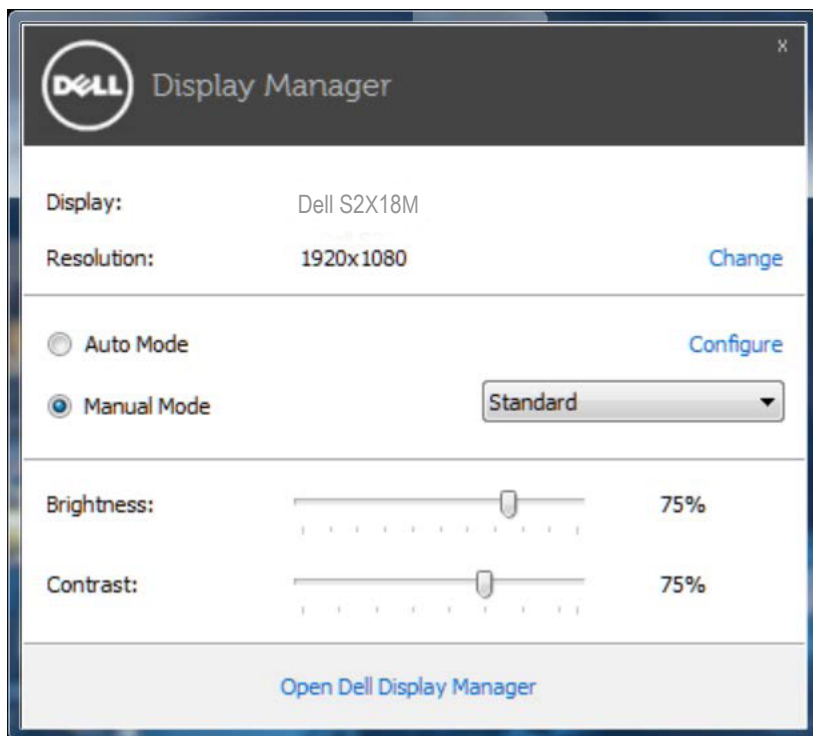 DELL Display Manager
x
Display: Dell S2X18M
Resolution: 1920x1080 Change
Auto Mode Configure
Manual Mode Standard
Brightness: 75%
Contrast: 75%
Open Dell Display Manager